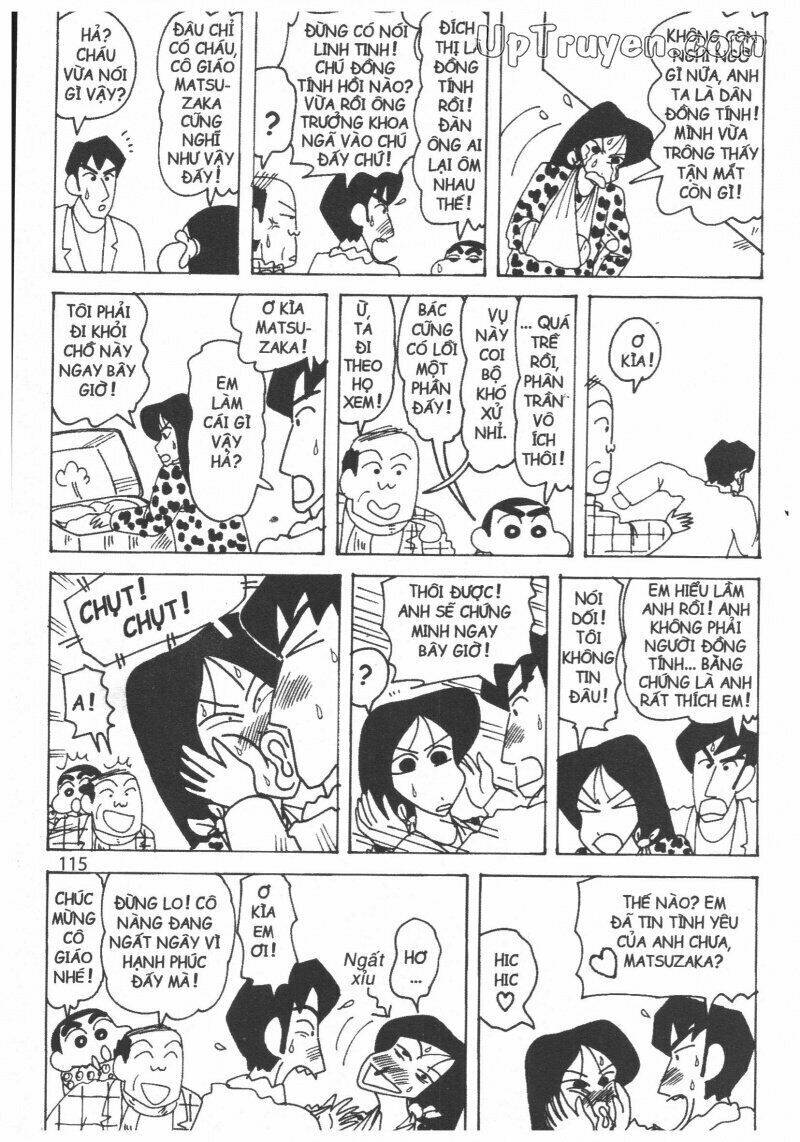 UpTruyen.com
KHÔNG CÒN
NGHI NGỜ
GÌ NỮA, ANH
TA LÀ DÂN
ĐỒNG TÍNH!
MÌNH VỪA
TRÔNG THẤY
TẬN MẮT
CÒN GÌ!
ĐÍCH
THỊ LÀ
ĐỒNG
TÍNH
RỒI!
ĐÀN
ÔNG AI
LẠI ÔM
NHAU
THẾ!
ĐỪNG CÓ NÓI
LINH TINH!
CHÚ ĐỒNG
TÍNH HỒI NÀO?
VỪA RỒI ÔNG
TRƯỞNG KHOA
NGÃ VÀO CHÚ
ĐẤY CHỨ!
?
ĐÂU CHỈ
CÓ CHÁU,
CÔ GIÁO
MATSU-
ZAKA
CŨNG
NGHĨ
NHƯ VẬY
ĐẤY!
HẢ?
CHÁU
VỪA NÓI
GÌ VẬY?
Ơ
KÌA!
... QUÁ
TRỄ
RỒI,
PHÂN
TRẦN
VÔ
ÍCH
THÔI!
VỤ
NÀY
COI
BỘ
KHÓ
XỬ
NHỈ.
BÁC
CŨNG
CÓ LỖI
MỘT
PHẦN
ĐẤY!
Ừ,
TA
ĐI
THEO
HỌ
XEM!
Ơ KÌA
MATSU-
ZAKA!
EM
LÀM
CÁI GÌ
VẬY
HẢ?
TÔI PHẢI
ĐI KHỎI
CHỖ NÀY
NGAY BÂY
GIỜ!
EM HIỂU LẦM
ANH RỒI! ANH
KHÔNG PHẢI
NGƯỜI ĐỒNG
TÍNH... BẰNG
CHỨNG LÀ ANH
RẤT THÍCH EM!
NÓI
DỐI!
TÔI
KHÔNG
TIN
ĐÂU!
THÔI ĐƯỢC!
ANH SẼ CHỨNG
MINH NGAY
BÂY GIỜ!
?
CHỤT!
CHỤT!
A!
115
THẾ NÀO? EM
ĐÃ TIN TÌNH YÊU
CỦA ANH CHƯA,
MATSUZAKA?
HIC
HIC
HƠ
...
Ngất
xỉu
Ơ
KÌA
EM
ƠI!
ĐỪNG LO! CÔ
NÀNG ĐANG
NGẤT NGÂY VÌ
HẠNH PHÚC
ĐẤY MÀ!
CHÚC
MỪNG
CÔ
GIÁO
NHÉ!